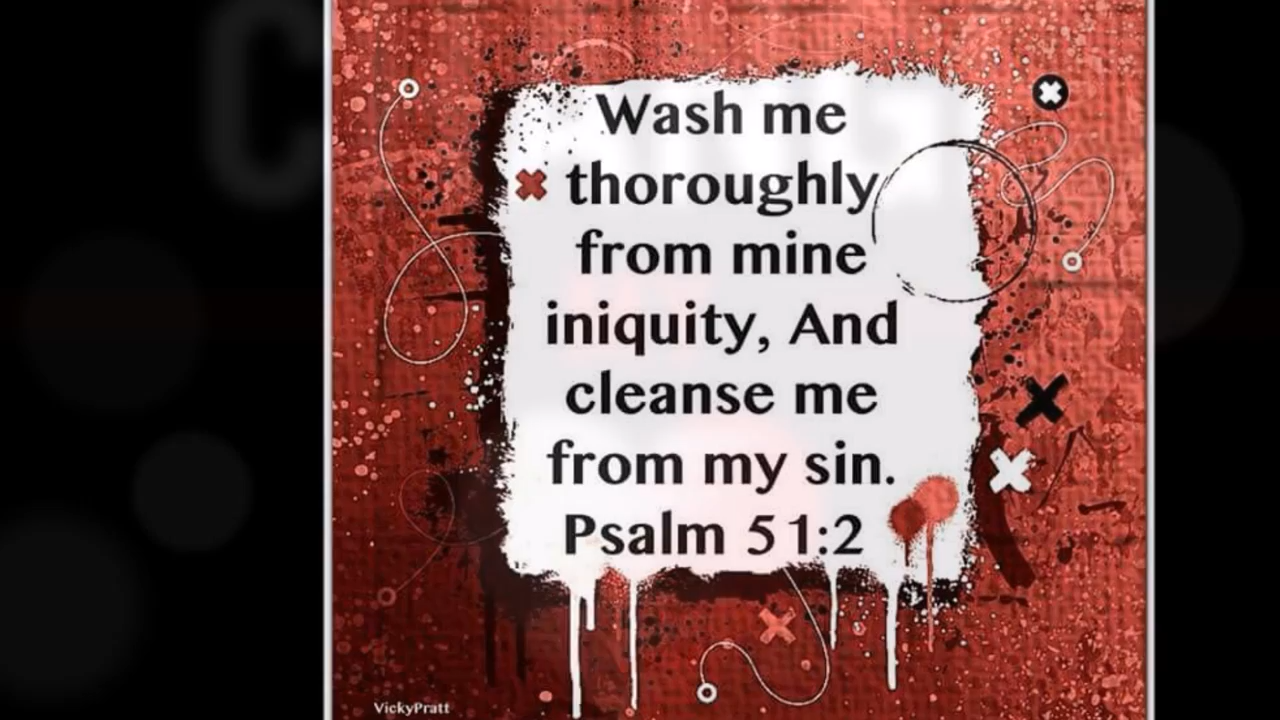 Wash me
thoroughly
from mine
iniquity, And
cleanse me
from my sin.
Psalm 51:2
VickyPratt